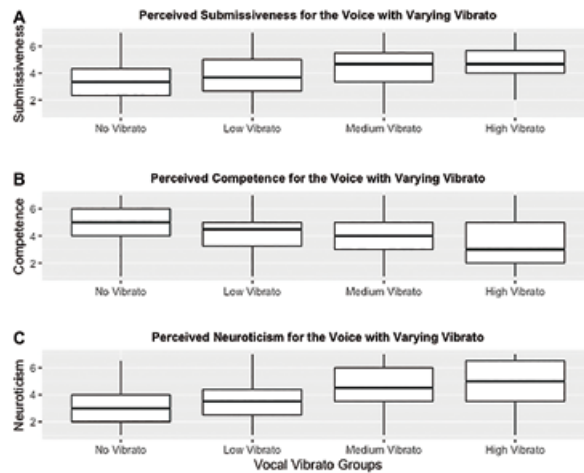 A
Perceived Submissiveness for the Voice with Varying Vibrato
Submissiveness
6
4
2
No Vibrato Low Vibrato Medium Vibrato High Vibrato
B
Perceived Competence for the Voice with Varying Vibrato
Competence
6
4
2
No Vibrato Low Vibrato Medium Vibrato High Vibrato
C
Perceived Neuroticism for the Voice with Varying Vibrato
Neuroticism
6
4
2
No Vibrato Low Vibrato Medium Vibrato High Vibrato
Vocal Vibrato Groups